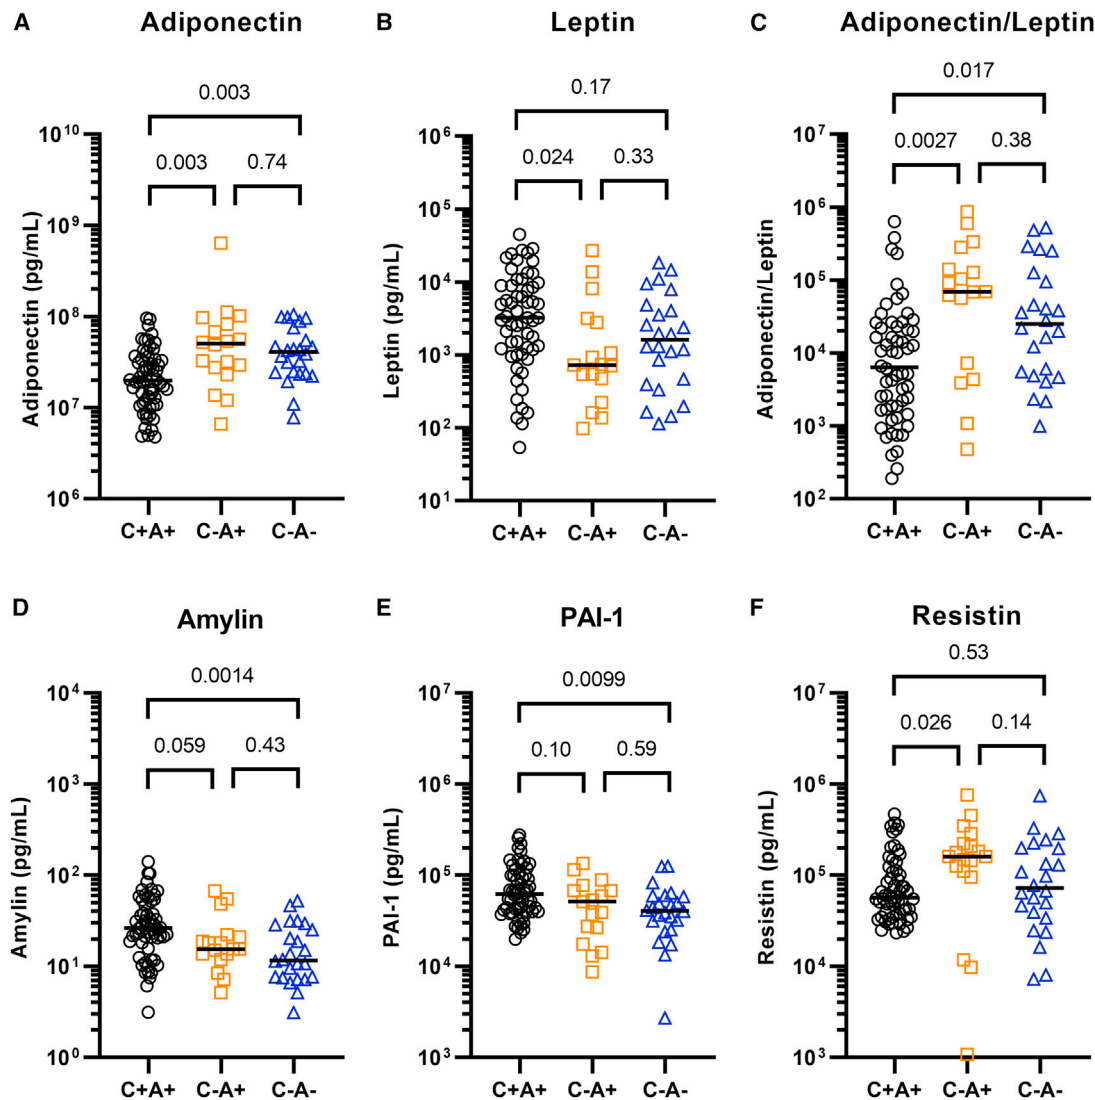 A Adiponectin
0.003
0.003 0.74
Adiponectin (pg/mL)
10^10
10^9
10^8
10^7
10^6
C+A+ C-A+ C-A-
B Leptin
0.17
0.024 0.33
Leptin (pg/mL)
10^6
10^5
10^4
10^3
10^2
10^1
C+A+ C-A+ C-A-
C Adiponectin/Leptin
0.017
0.0027 0.38
Adiponectin/Leptin
10^7
10^6
10^5
10^4
10^3
10^2
C+A+ C-A+ C-A-
D Amylin
0.0014
0.059 0.43
Amylin (pg/mL)
10^4
10^3
10^2
10^1
10^0
C+A+ C-A+ C-A-
E PAI-1
0.0099
0.10 0.59
PAI-1 (pg/mL)
10^7
10^6
10^5
10^4
10^3
C+A+ C-A+ C-A-
F Resistin
0.53
0.026 0.14
Resistin (pg/mL)
10^7
10^6
10^5
10^4
10^3
C+A+ C-A+ C-A-